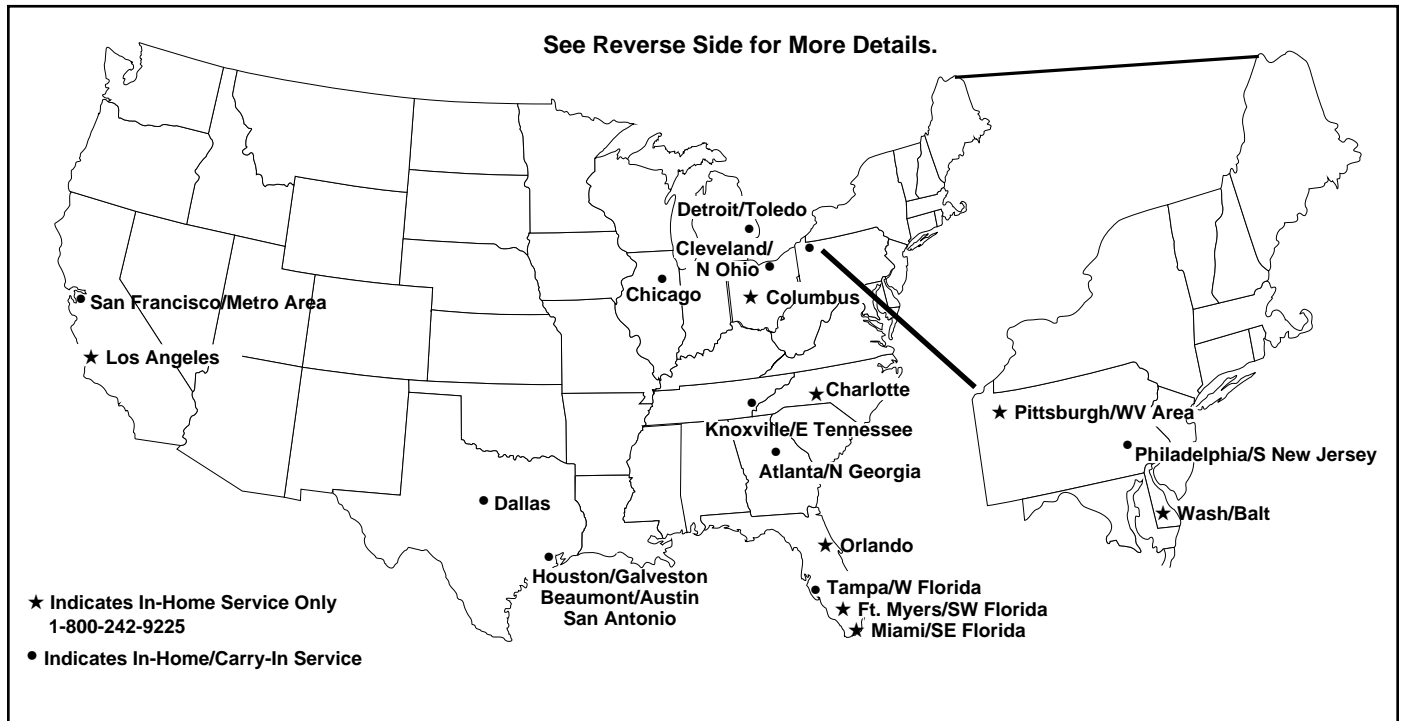 See Reverse Side for More Details.
Detroit/Toledo
Cleveland/
N Ohio
Chicago
Columbus
San Francisco/Metro Area
Los Angeles
Charlotte
Knoxville/E Tennessee
Atlanta/N Georgia
Pittsburgh/WV Area
Philadelphia/S New Jersey
Wash/Balt
Dallas
Orlando
Houston/Galveston
Beaumont/Austin
San Antonio
Tampa/W Florida
Ft. Myers/SW Florida
Miami/SE Florida
★ Indicates In-Home Service Only
1-800-242-9225
• Indicates In-Home/Carry-In Service